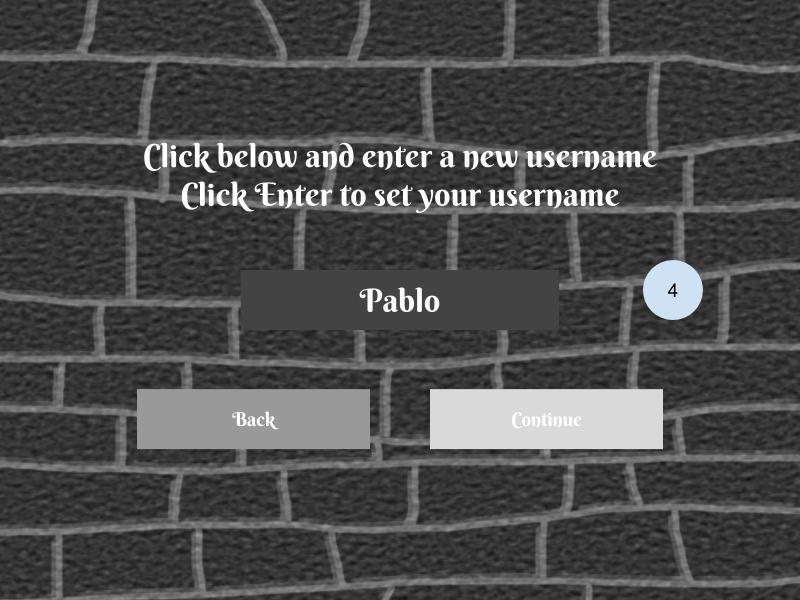 Click below and enter a new username
Click Enter to set your username
Pablo
4
Back
Continue